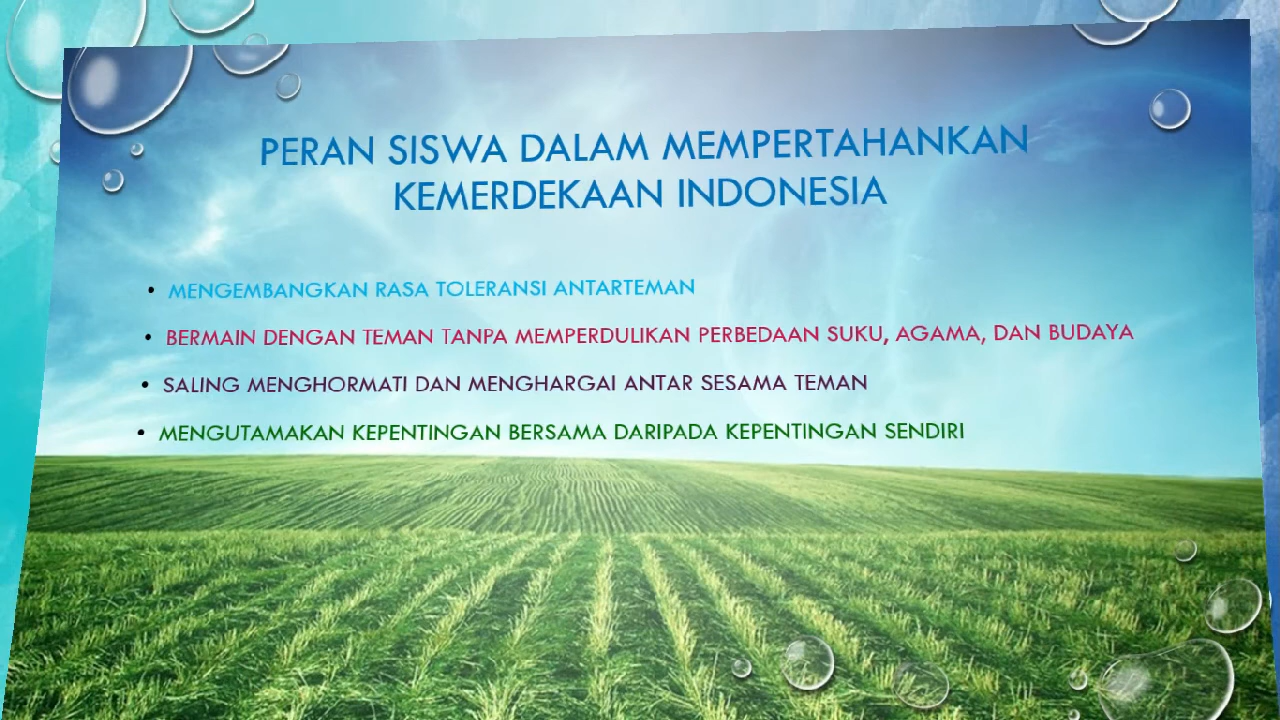 PERAN SISWA DALAM MEMPERTAHANKAN
KEMERDEKAAN INDONESIA
• MENGEMBANGKAN RASA TOLERANSI ANTARTEMAN
• BERMAIN DENGAN TEMAN TANPA MEMPERDULIKAN PERBEDAAN SUKU, AGAMA, DAN BUDAYA
• SALING MENGHORMATI DAN MENGHARGAI ANTAR SESAMA TEMAN
• MENGUTAMAKAN KEPENTINGAN BERSAMA DARIPADA KEPENTINGAN SENDIRI